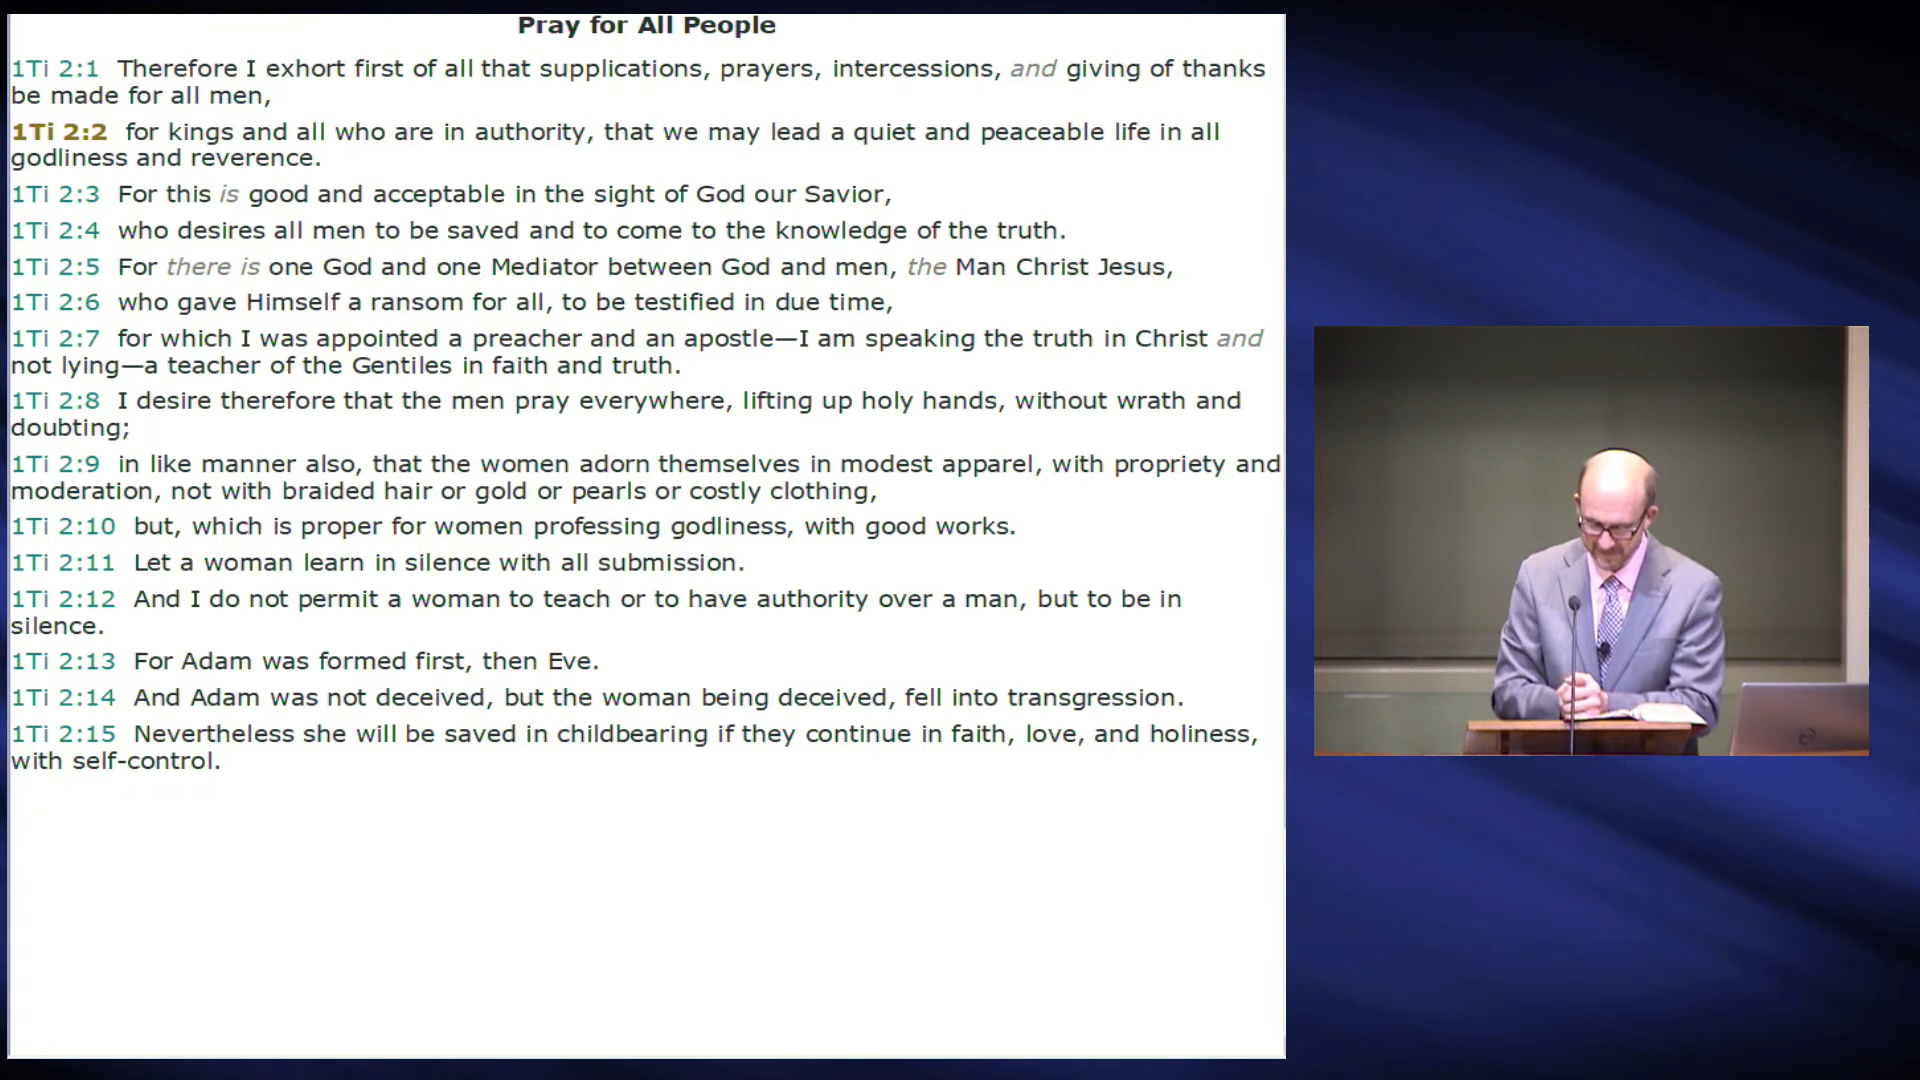 Pray for All People
1Ti 2:1 Therefore I exhort first of all that supplications, prayers, intercessions, and giving of thanks
be made for all men,
1Ti 2:2 for kings and all who are in authority, that we may lead a quiet and peaceable life in all
godliness and reverence.
1Ti 2:3 For this is good and acceptable in the sight of God our Savior,
1Ti 2:4 who desires all men to be saved and to come to the knowledge of the truth.
1Ti 2:5 For there is one God and one Mediator between God and men, the Man Christ Jesus,
1Ti 2:6 who gave Himself a ransom for all, to be testified in due time,
1Ti 2:7 for which I was appointed a preacher and an apostle—I am speaking the truth in Christ and
not lying—a teacher of the Gentiles in faith and truth.
1Ti 2:8 I desire therefore that the men pray everywhere, lifting up holy hands, without wrath and
doubting;
1Ti 2:9 in like manner also, that the women adorn themselves in modest apparel, with propriety and
moderation, not with braided hair or gold or pearls or costly clothing,
1Ti 2:10 but, which is proper for women professing godliness, with good works.
1Ti 2:11 Let a woman learn in silence with all submission.
1Ti 2:12 And I do not permit a woman to teach or to have authority over a man, but to be in
silence.
1Ti 2:13 For Adam was formed first, then Eve.
1Ti 2:14 And Adam was not deceived, but the woman being deceived, fell into transgression.
1Ti 2:15 Nevertheless she will be saved in childbearing if they continue in faith, love, and holiness,
with self-control.